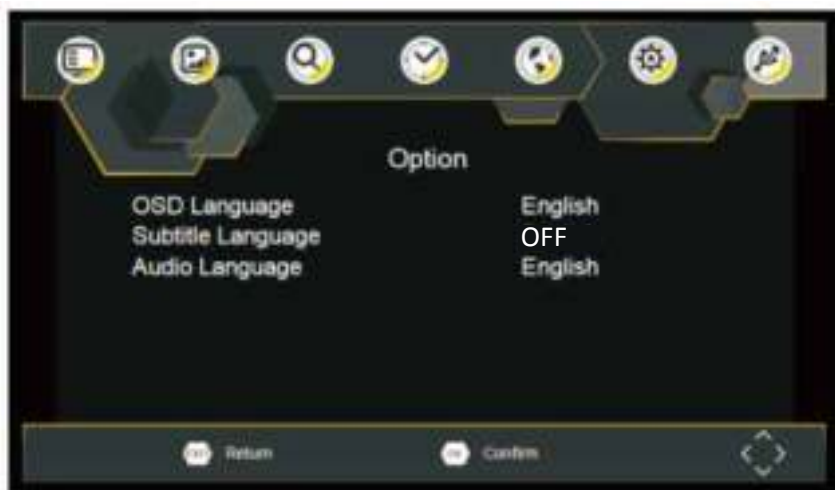 Option
OSD Language English
Subtitle Language OFF
Audio Language English
Return Confirm